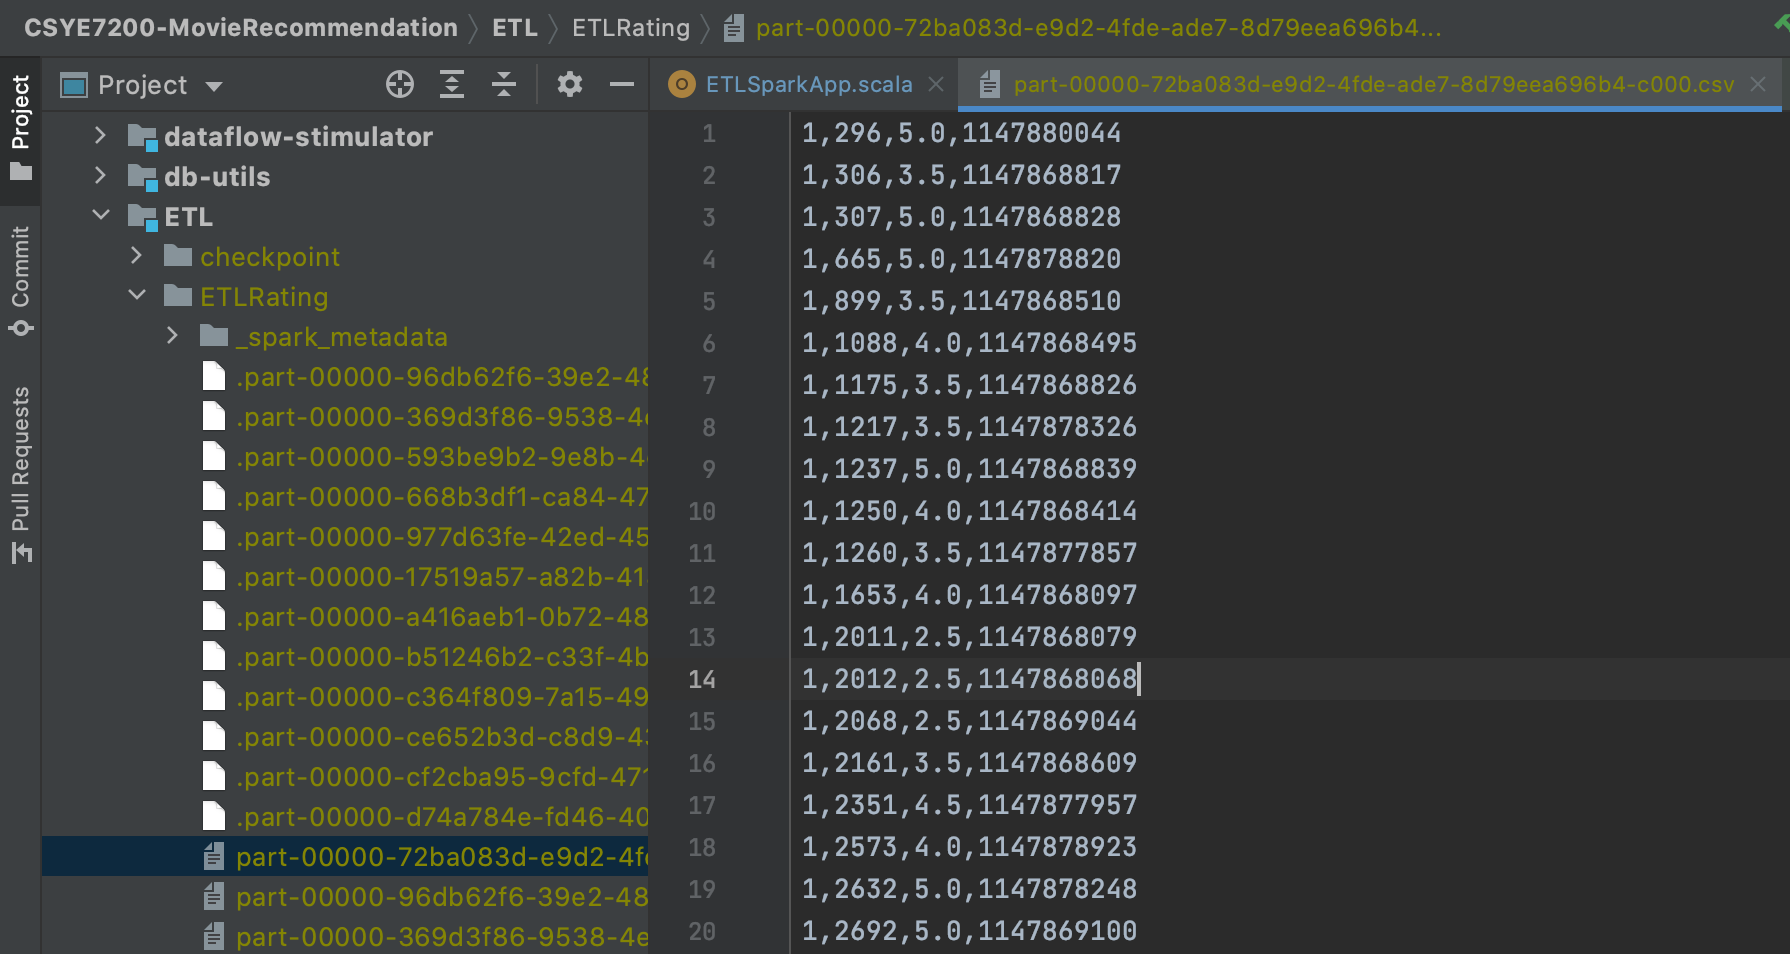 CSYE7200-MovieRecommendation
ETL
ETLRating
part-00000-72ba083d-e9d2-4fde-ade7-8d79eea696b4...
Project
Commit
Pull Requests
Project
dataflow-stimulator
db-utils
ETL
checkpoint
ETLRating
_spark_metadata
.part-00000-96db62f6-39e2-48
.part-00000-369d3f86-9538-4
.part-00000-593be9b2-9e8b-4
.part-00000-668b3df1-ca84-47
.part-00000-977d63fe-42ed-45
.part-00000-17519a57-a82b-41
.part-00000-a416aeb1-0b72-48
.part-00000-b51246b2-c33f-4b
.part-00000-c364f809-7a15-49
.part-00000-ce652b3d-c8d9-43
.part-00000-cf2cba95-9cfd-471
.part-00000-d74a784e-fd46-40
part-00000-72ba083d-e9d2-4f
part-00000-96db62f6-39e2-48
part-00000-369d3f86-9538-4e
ETLSparkApp.scala
part-00000-72ba083d-e9d2-4fde-ade7-8d79eea696b4-c000.csv
1 1,296,5.0,1147880044
2 1,306,3.5,1147868817
3 1,307,5.0,1147868828
4 1,665,5.0,1147878820
5 1,899,3.5,1147868510
6 1,1088,4.0,1147868495
7 1,1175,3.5,1147868826
8 1,1217,3.5,1147878326
9 1,1237,5.0,1147868839
10 1,1250,4.0,1147868414
11 1,1260,3.5,1147877857
12 1,1653,4.0,1147868097
13 1,2011,2.5,1147868079
14 1,2012,2.5,1147868068
15 1,2068,2.5,1147869044
16 1,2161,3.5,1147868609
17 1,2351,4.5,1147877957
18 1,2573,4.0,1147878923
19 1,2632,5.0,1147878248
20 1,2692,5.0,1147869100